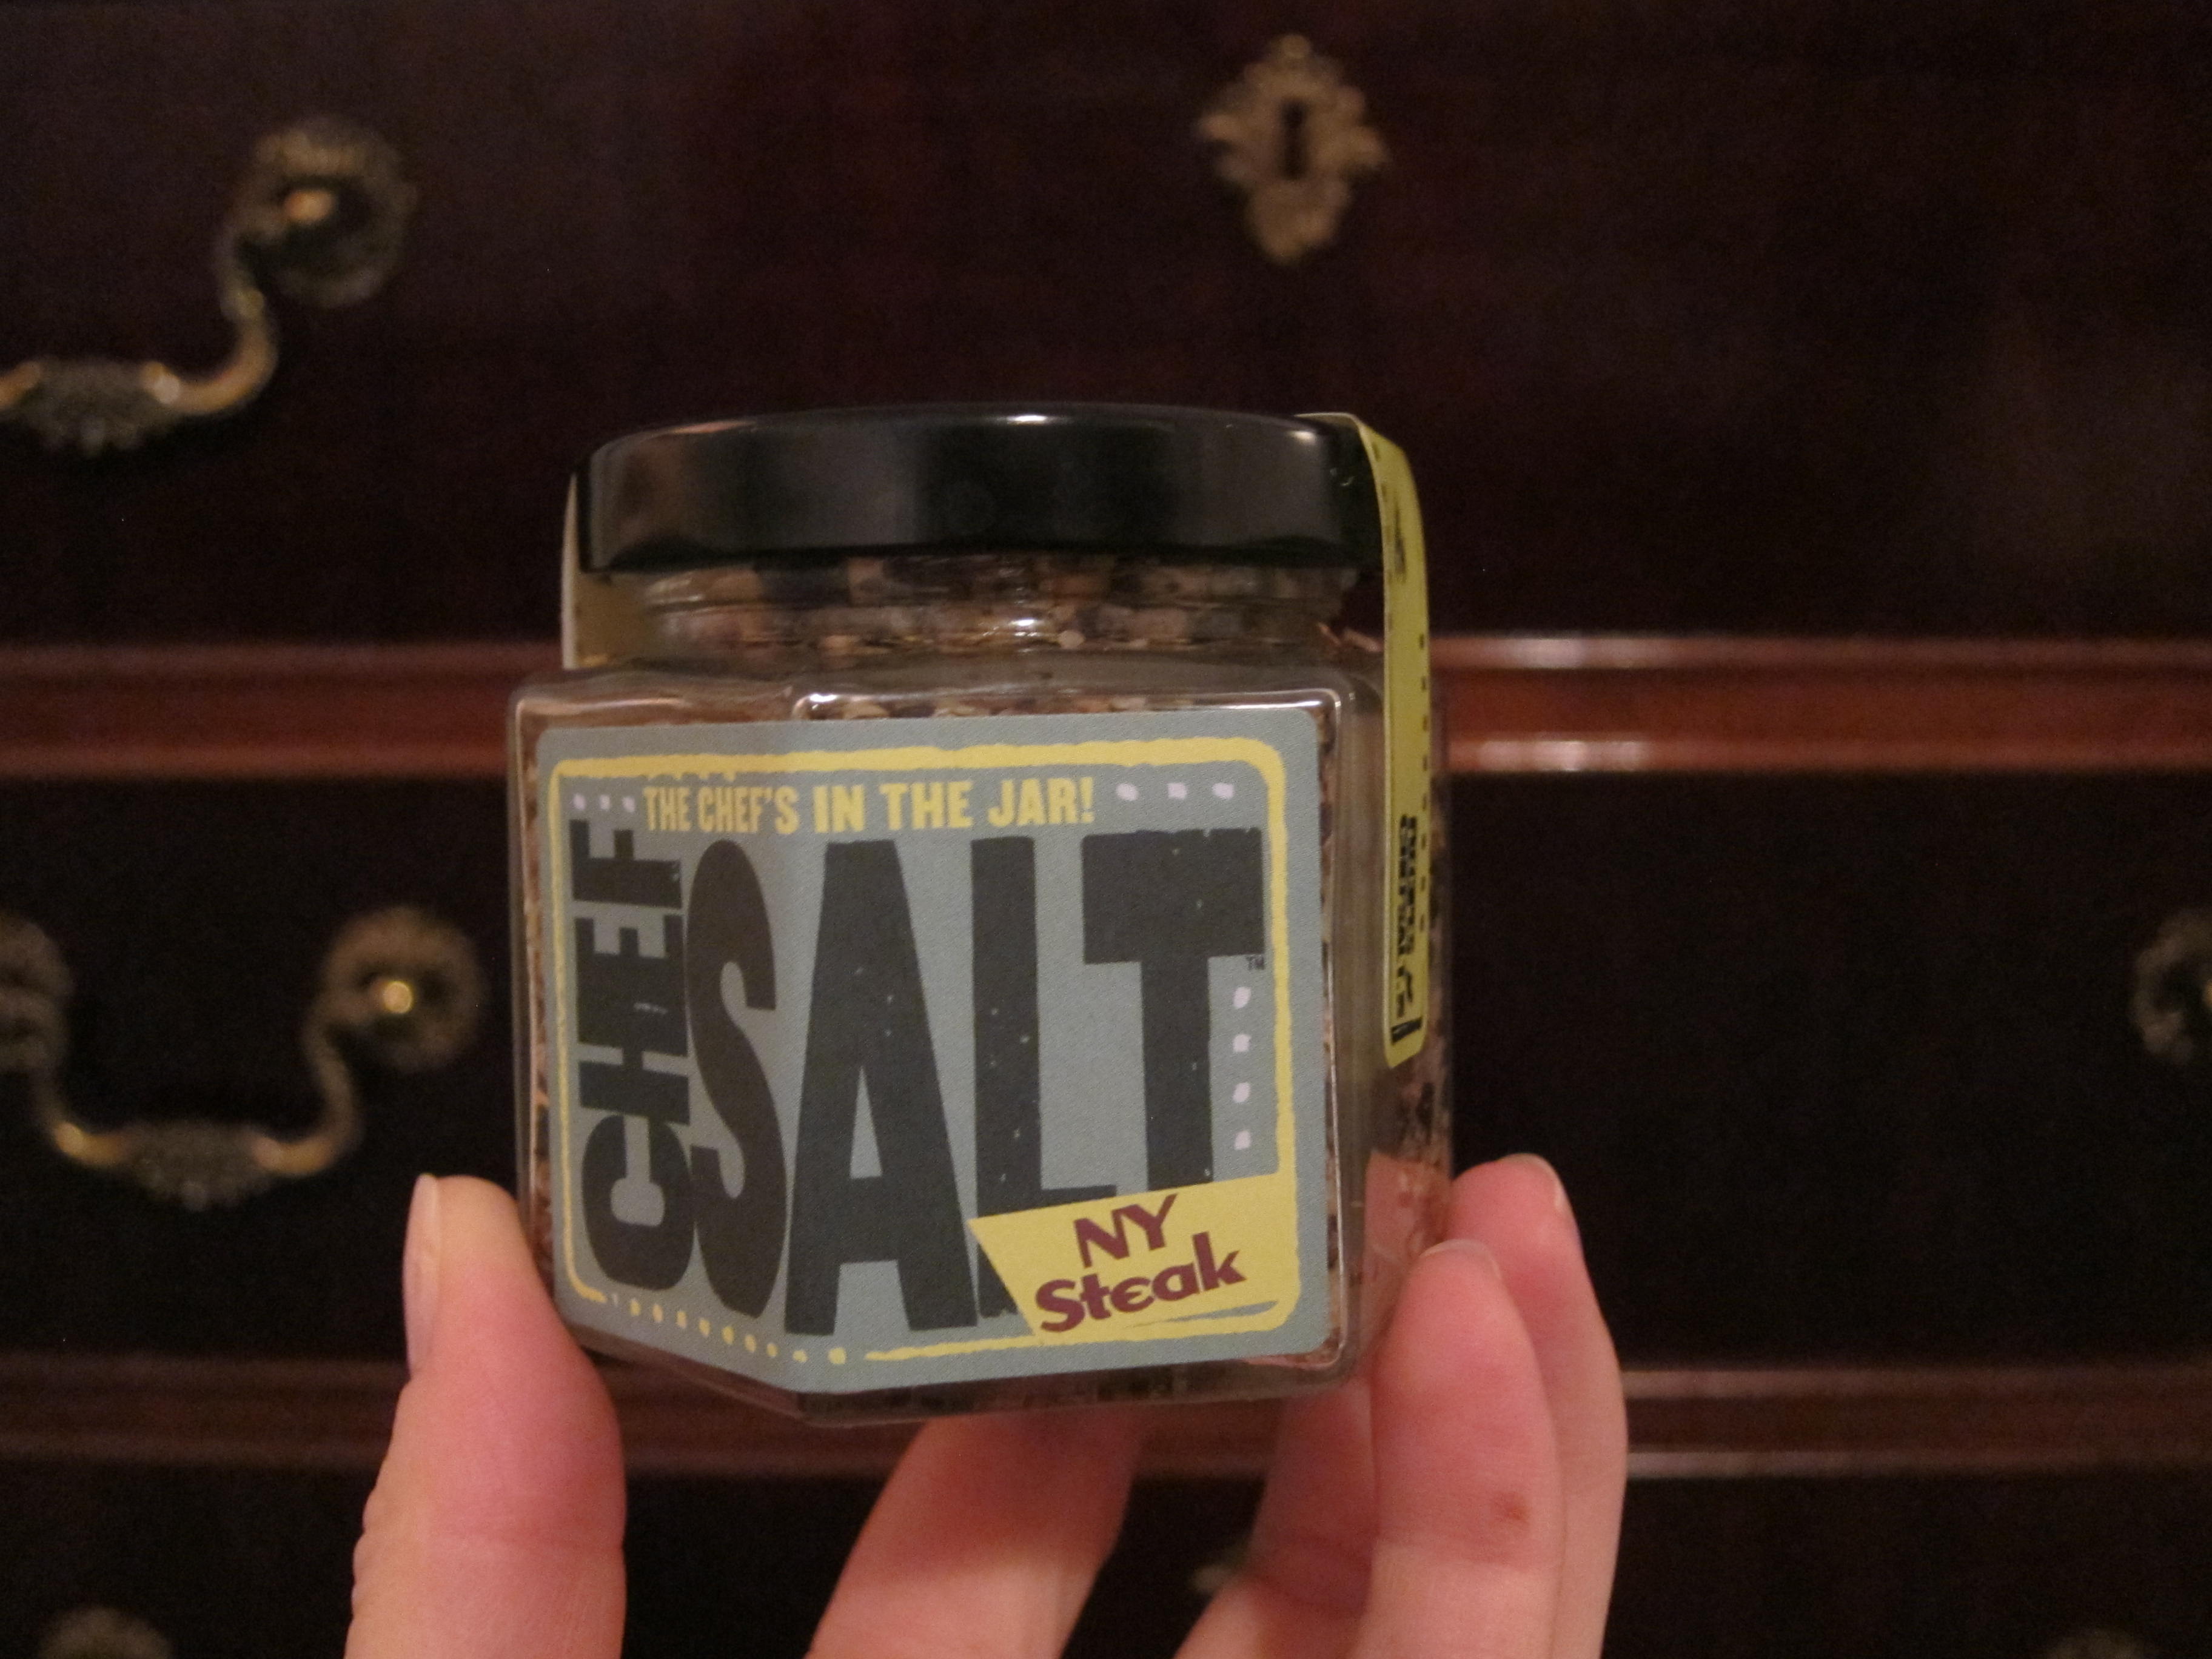 THE CHEF'S IN THE JAR!
CHEF
SALT
TM
NY
Steak